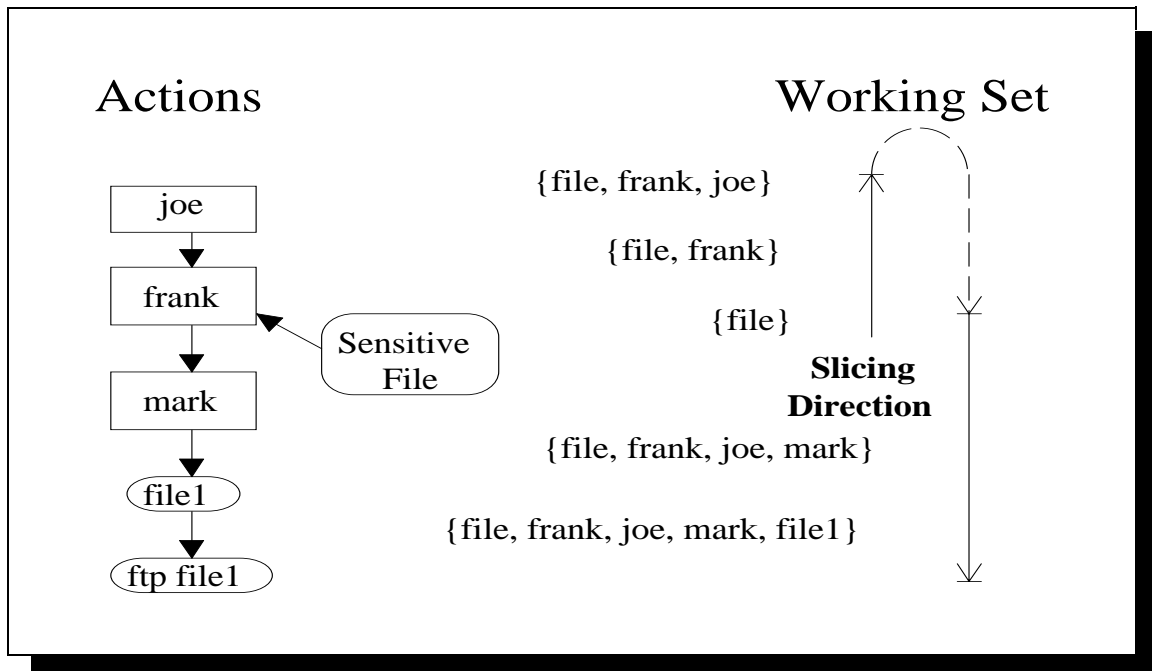 Actions
joe
frank
Sensitive
File
mark
file1
ftp file1
Working Set
{file, frank, joe}
{file, frank}
{file}
Slicing
Direction
{file, frank, joe, mark}
{file, frank, joe, mark, file1}